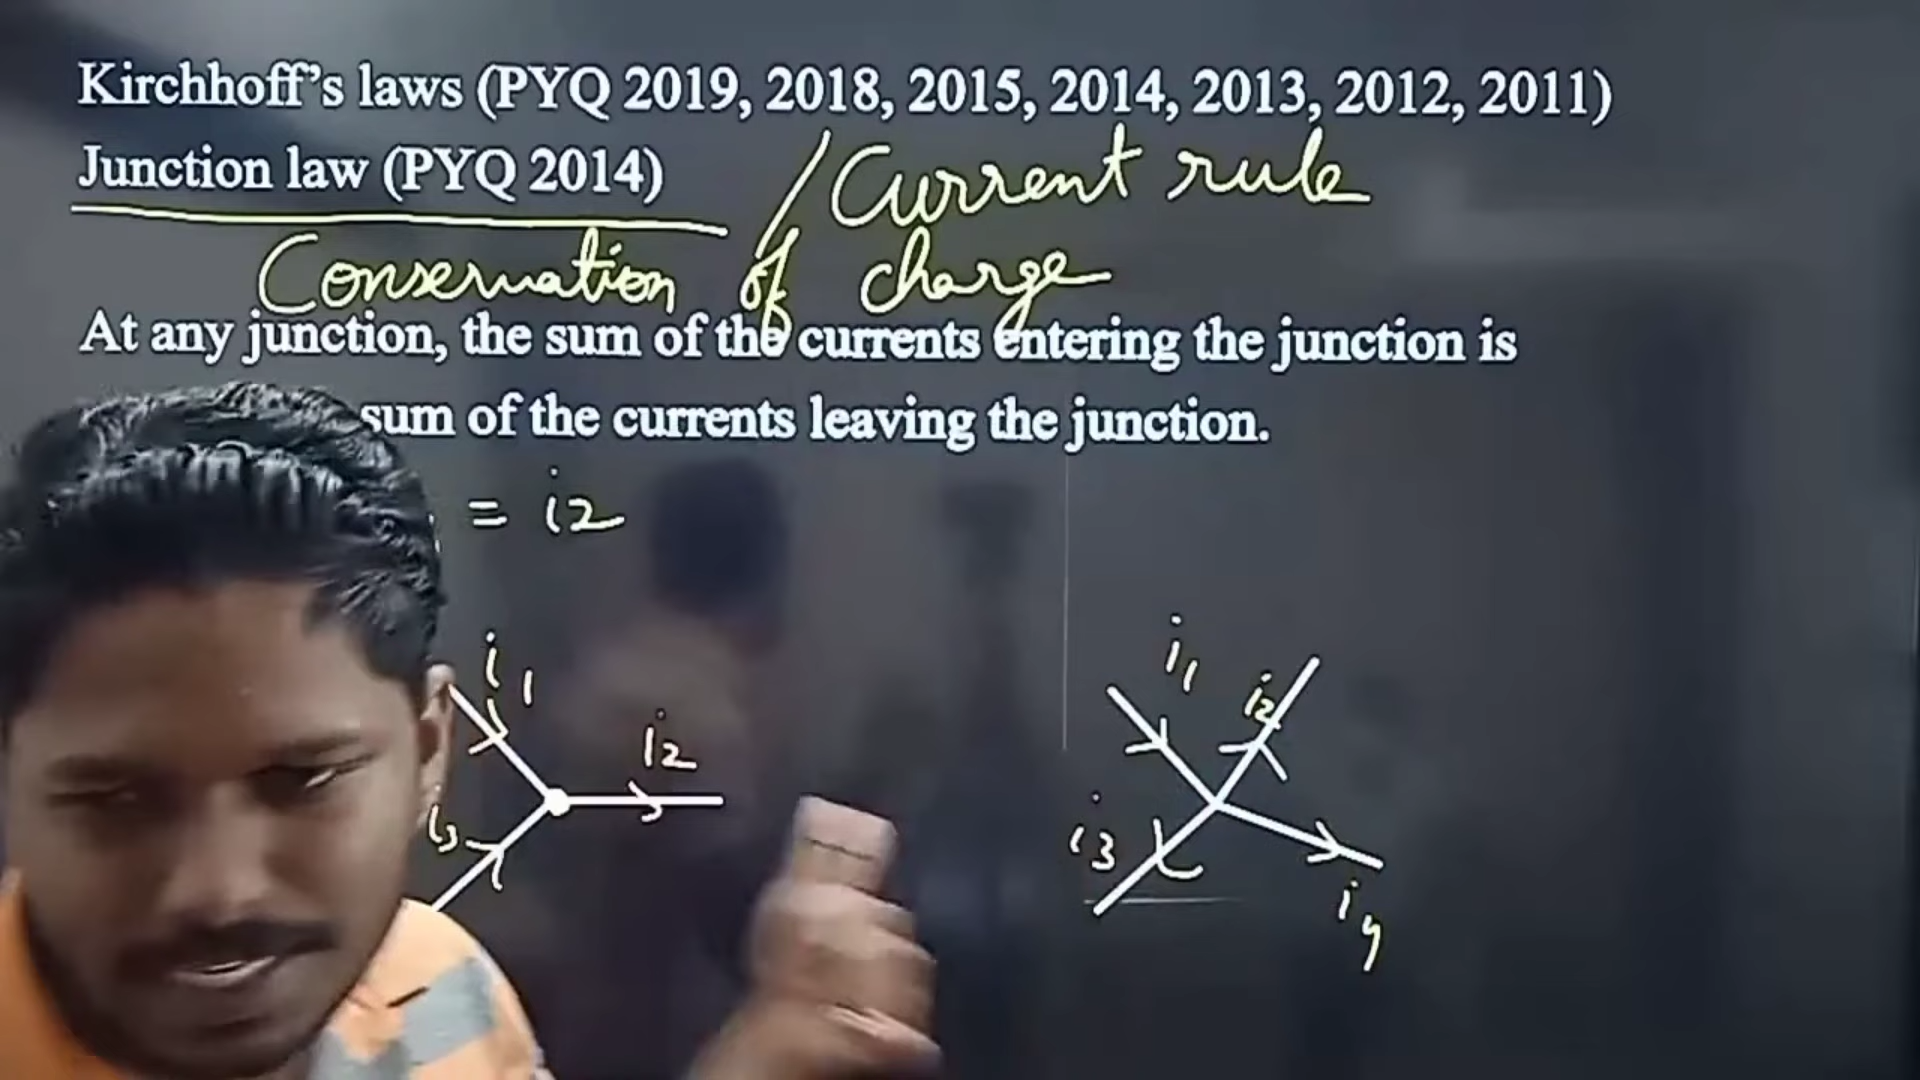 Kirchhoff's laws (PYQ 2019, 2018, 2015, 2014, 2013, 2012, 2011)
Junction law (PYQ 2014) / Current rule
Conservation of charge
At any junction, the sum of the currents entering the junction is
sum of the currents leaving the junction.
= i2
i1
i2
i3
i1
i2
i3
i4